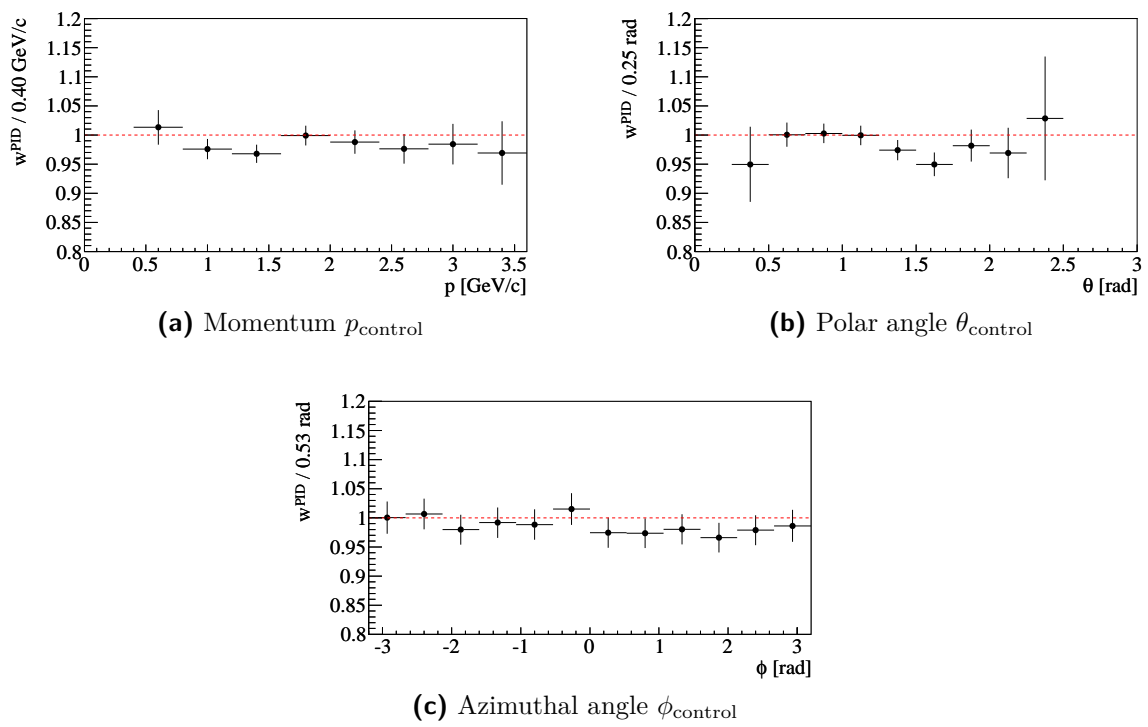 w^PID / 0.40 GeV/c
1.2
1.15
1.1
1.05
1
0.95
0.9
0.85
0.8
0 0.5 1 1.5 2 2.5 3 3.5
p [GeV/c]
(a) Momentum p_control
w^PID / 0.25 rad
1.2
1.15
1.1
1.05
1
0.95
0.9
0.85
0.8
0 0.5 1 1.5 2 2.5 3
θ [rad]
(b) Polar angle θ_control
w^PID / 0.53 rad
1.2
1.15
1.1
1.05
1
0.95
0.9
0.85
0.8
-3 -2 -1 0 1 2 3
ϕ [rad]
(c) Azimuthal angle ϕ_control